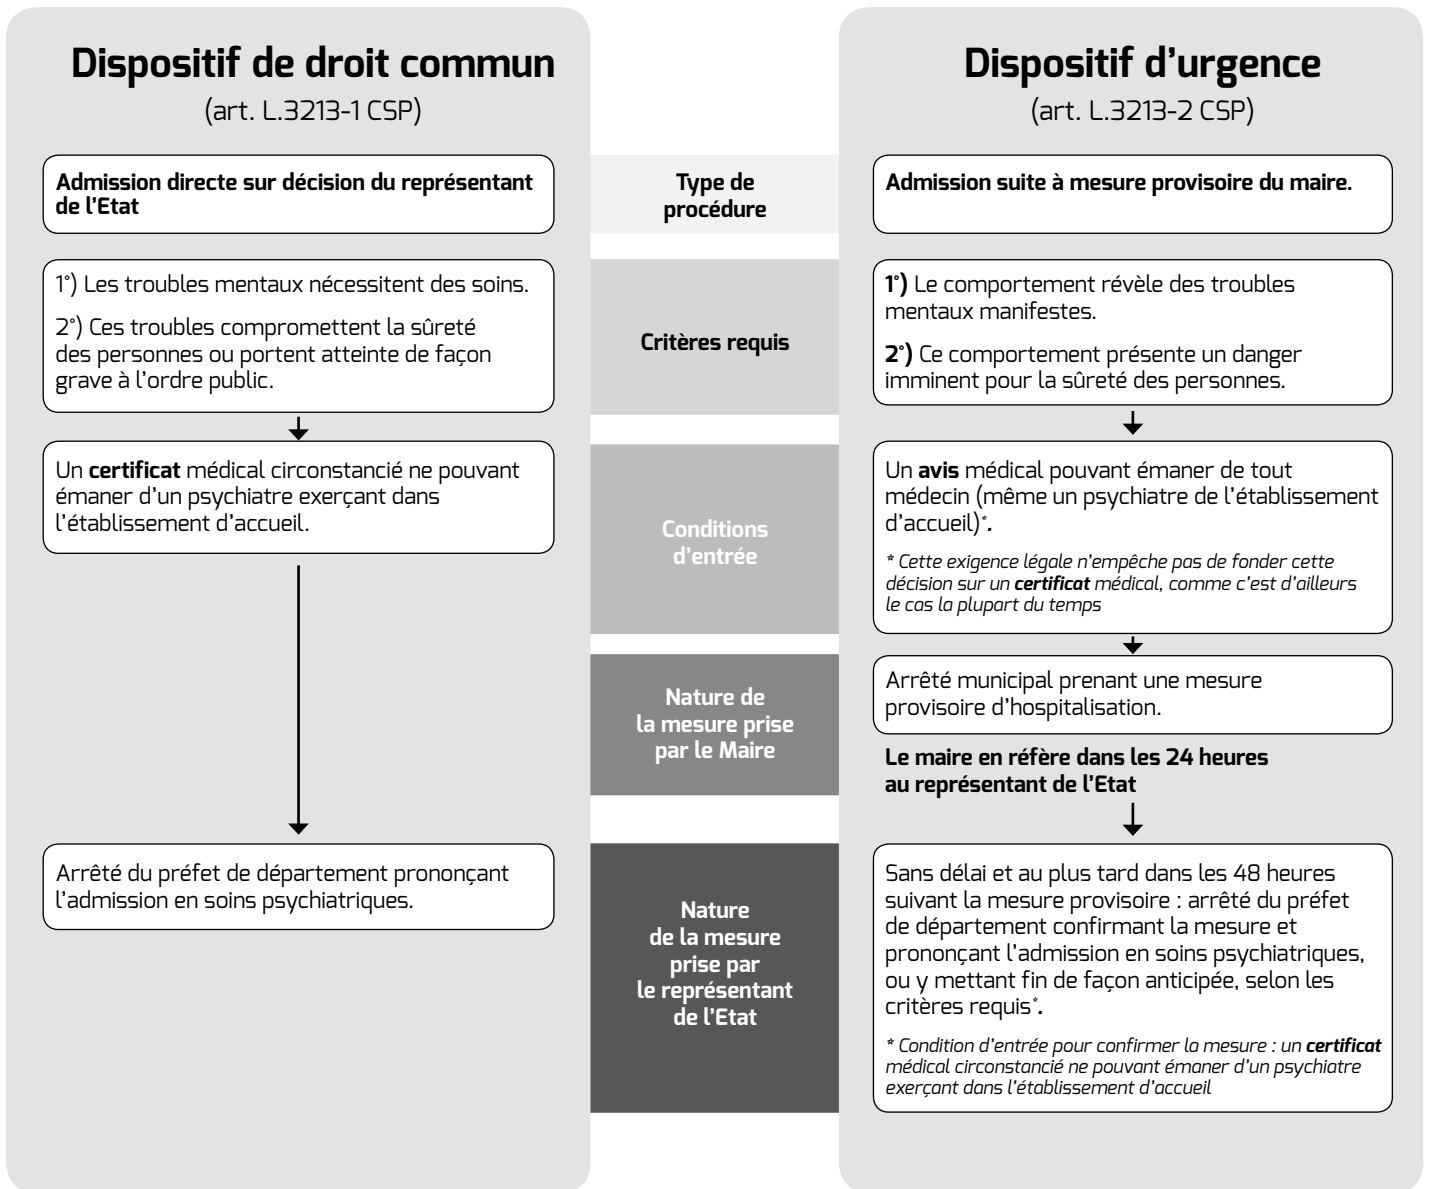 Dispositif de droit commun
(art. L.3213-1 CSP)
Admission directe sur décision du représentant
de l'Etat
1°) Les troubles mentaux nécessitent des soins.
2°) Ces troubles compromettent la sûreté
des personnes ou portent atteinte de façon
grave à l'ordre public.
Un certificat médical circonstancié ne pouvant
émaner d'un psychiatre exerçant dans
l'établissement d'accueil.
Arrêté du préfet de département prononçant
l'admission en soins psychiatriques.
Type de
procédure
Critères requis
Conditions
d'entrée
Nature de
la mesure prise
par le Maire
Nature
de la mesure
prise par
le représentant
de l'Etat
Dispositif d'urgence
(art. L.3213-2 CSP)
Admission suite à mesure provisoire du maire.
1°) Le comportement révèle des troubles
mentaux manifestes.
2°) Ce comportement présente un danger
imminent pour la sûreté des personnes.
Un avis médical pouvant émaner de tout
médecin (même un psychiatre de l'établissement
d'accueil)*.
* Cette exigence légale n'empêche pas de fonder cette
décision sur un certificat médical, comme c'est d'ailleurs
le cas la plupart du temps
Arrêté municipal prenant une mesure
provisoire d'hospitalisation.
Le maire en réfère dans les 24 heures
au représentant de l'Etat
Sans délai et au plus tard dans les 48 heures
suivant la mesure provisoire : arrêté du préfet
de département confirmant la mesure et
prononçant l'admission en soins psychiatriques,
ou y mettant fin de façon anticipée, selon les
critères requis*.
* Condition d'entrée pour confirmer la mesure : un certificat
médical circonstancié ne pouvant émaner d'un psychiatre
exerçant dans l'établissement d'accueil